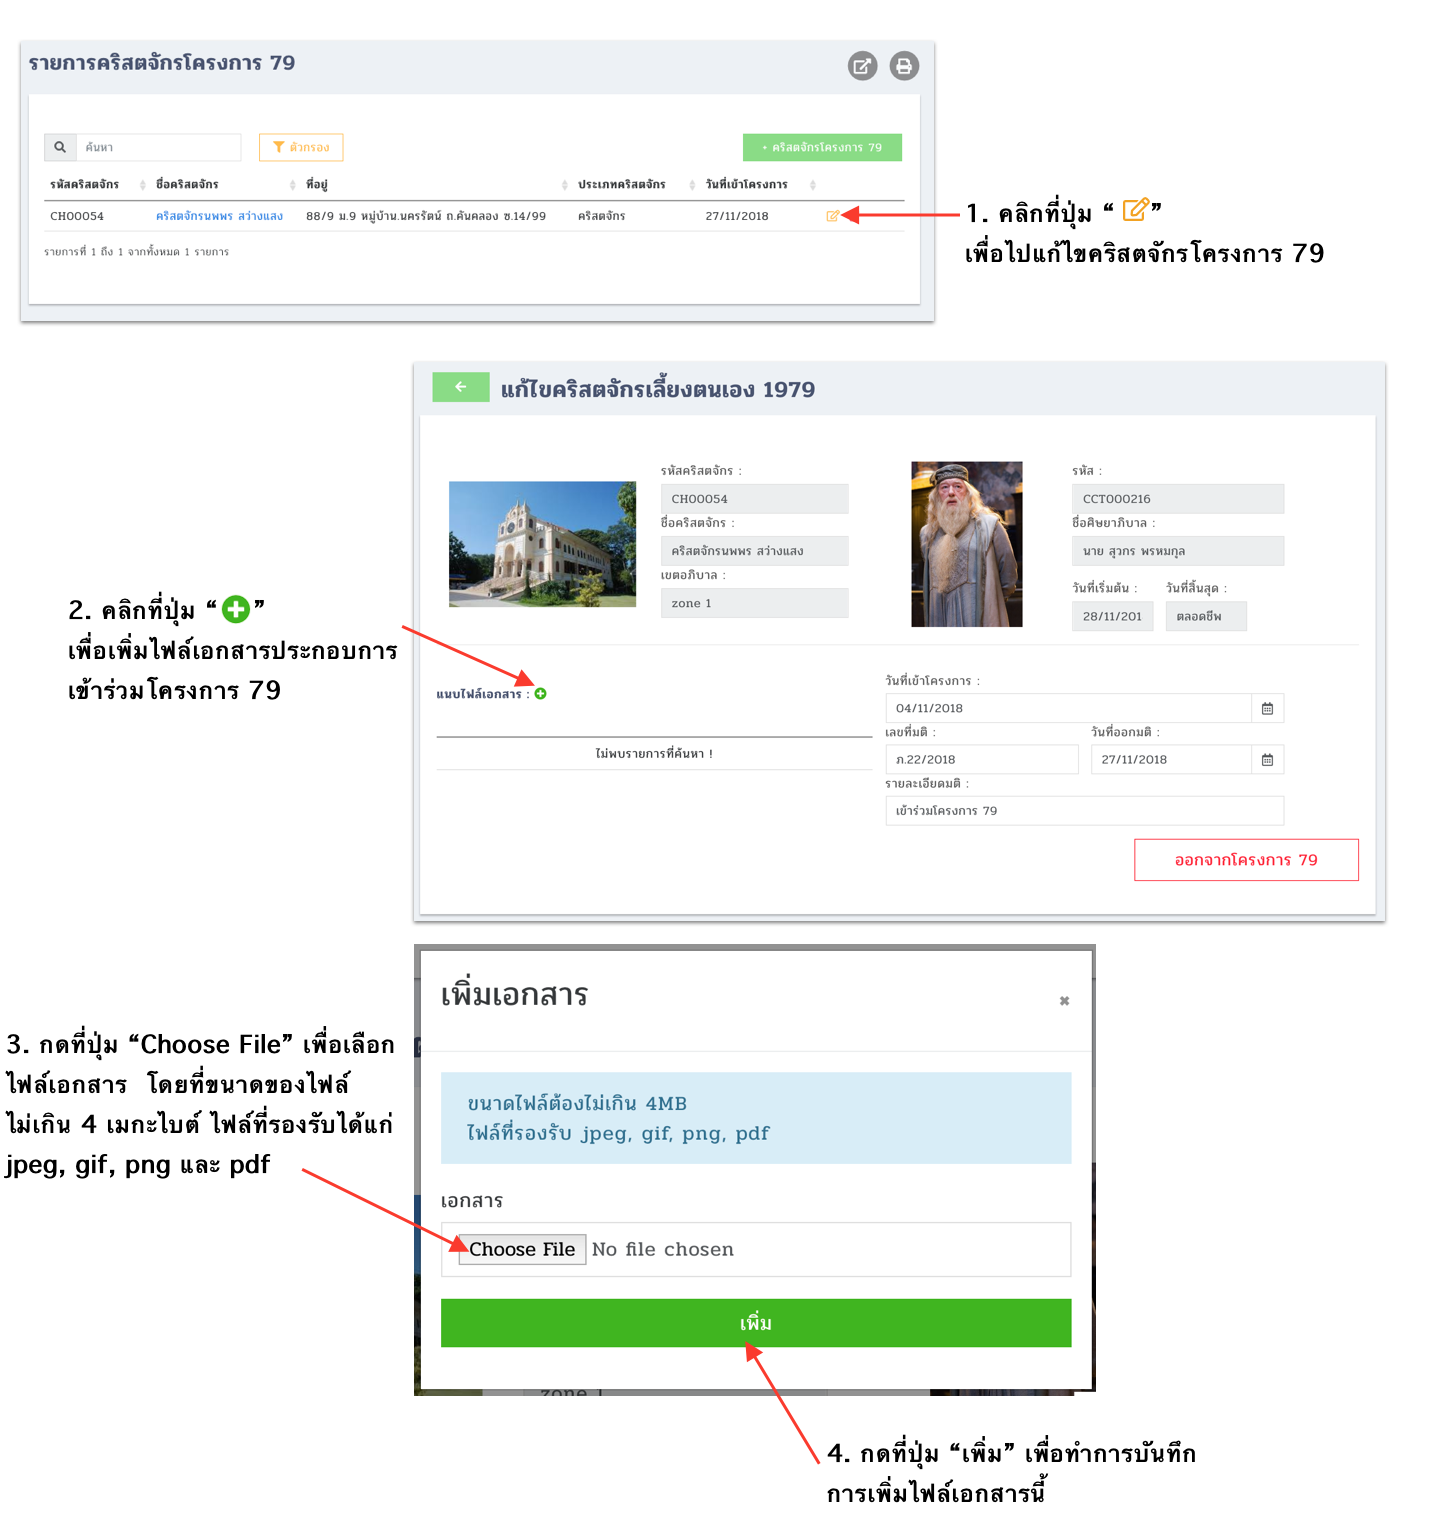 รายการคริสตจักรโครงการ 79
ค้นหา
ตัวกรอง
+ คริสตจักรโครงการ 79
รหัสคริสตจักร ชื่อคริสตจักร ที่อยู่ ประเภทคริสตจักร วันที่เข้าโครงการ
CH00054 คริสตจักรนพพร สว่างแสง 88/9 ม.9 หมู่บ้าน.นครรัตน์ ถ.คันคลอง ซ.14/99 คริสตจักร 27/11/2018
รายการที่ 1 ถึง 1 จากทั้งหมด 1 รายการ
1. คลิกที่ปุ่ม “ ”
เพื่อไปแก้ไขคริสตจักรโครงการ 79
แก้ไขคริสตจักรเลี้ยงตนเอง 1979
รหัสคริสตจักร :
CH00054
ชื่อคริสตจักร :
คริสตจักรนพพร สว่างแสง
เขตอภิบาล :
zone 1
รหัส :
CCT000216
ชื่อศิษยาภิบาล :
นาย สุวกร พรหมกุล
วันที่เริ่มต้น : วันที่สิ้นสุด :
28/11/201 ตลอดชีพ
2. คลิกที่ปุ่ม “ ”
เพื่อเพิ่มไฟล์เอกสารประกอบการ
เข้าร่วมโครงการ 79
แนบไฟล์เอกสาร :
ไม่พบรายการที่ค้นหา !
วันที่เข้าโครงการ :
04/11/2018
เลขที่มติ : วันที่ออกมติ :
ภ.22/2018 27/11/2018
รายละเอียดมติ :
เข้าร่วมโครงการ 79
ออกจากโครงการ 79
เพิ่มเอกสาร
×
3. กดที่ปุ่ม “Choose File” เพื่อเลือก
ไฟล์เอกสาร โดยที่ขนาดของไฟล์
ไม่เกิน 4 เมกะไบต์ ไฟล์ที่รองรับได้แก่
jpeg, gif, png และ pdf
ขนาดไฟล์ต้องไม่เกิน 4MB
ไฟล์ที่รองรับ jpeg, gif, png, pdf
เอกสาร
Choose File No file chosen
เพิ่ม
zone 1
4. กดที่ปุ่ม “เพิ่ม” เพื่อทำการบันทึก
การเพิ่มไฟล์เอกสารนี้